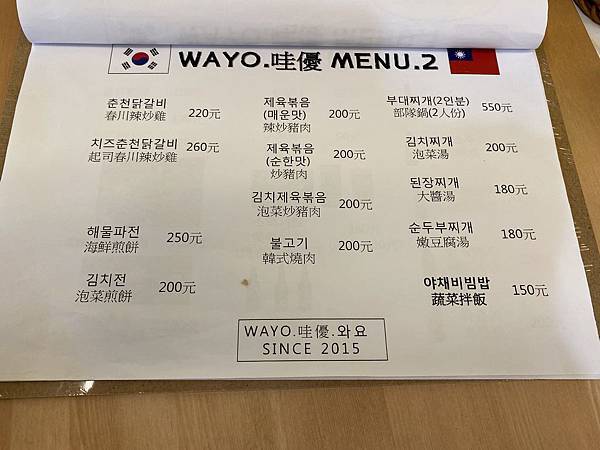 WAYO.哇優 MENU.2
춘천닭갈비
春川辣炒雞 220元
치즈춘천닭갈비
起司春川辣炒雞 260元
해물파전
海鮮煎餅 250元
김치전
泡菜煎餅 200元
제육볶음
(매운맛)
辣炒豬肉 200元
제육볶음
(순한맛)
炒豬肉 200元
김치제육볶음
泡菜炒豬肉 200元
불고기
韓式燒肉 200元
부대찌개(2인분)
部隊鍋(2人份) 550元
김치찌개
泡菜湯 200元
된장찌개
大醬湯 180元
순두부찌개
嫩豆腐湯 180元
야채비빔밥
蔬菜拌飯 150元
WAYO.哇優.와요
SINCE 2015